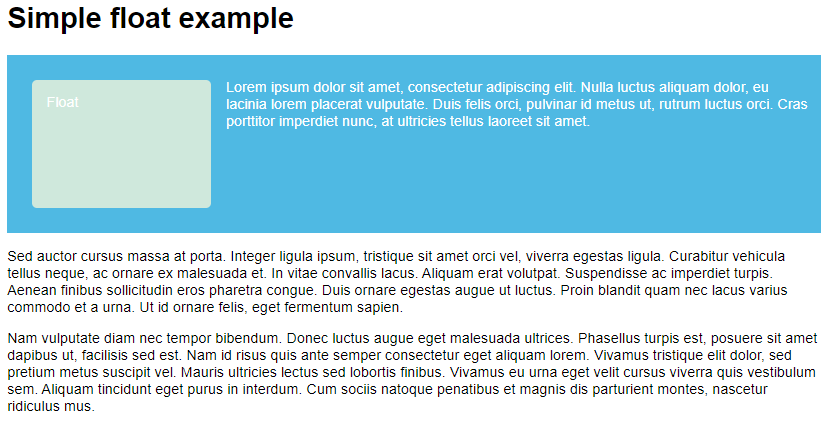 Simple float example
Float
Lorem ipsum dolor sit amet, consectetur adipiscing elit. Nulla luctus aliquam dolor, eu
lacinia lorem placerat vulputate. Duis felis orci, pulvinar id metus ut, rutrum luctus orci. Cras
porttitor imperdiet nunc, at ultricies tellus laoreet sit amet.
Sed auctor cursus massa at porta. Integer ligula ipsum, tristique sit amet orci vel, viverra egestas ligula. Curabitur vehicula
tellus neque, ac ornare ex malesuada et. In vitae convallis lacus. Aliquam erat volutpat. Suspendisse ac imperdiet turpis.
Aenean finibus sollicitudin eros pharetra congue. Duis ornare egestas augue ut luctus. Proin blandit quam nec lacus varius
commodo et a urna. Ut id ornare felis, eget fermentum sapien.
Nam vulputate diam nec tempor bibendum. Donec luctus augue eget malesuada ultrices. Phasellus turpis est, posuere sit amet
dapibus ut, facilisis sed est. Nam id risus quis ante semper consectetur eget aliquam lorem. Vivamus tristique elit dolor, sed
pretium metus suscipit vel. Mauris ultricies lectus sed lobortis finibus. Vivamus eu urna eget velit cursus viverra quis vestibulum
sem. Aliquam tincidunt eget purus in interdum. Cum sociis natoque penatibus et magnis dis parturient montes, nascetur
ridiculus mus.